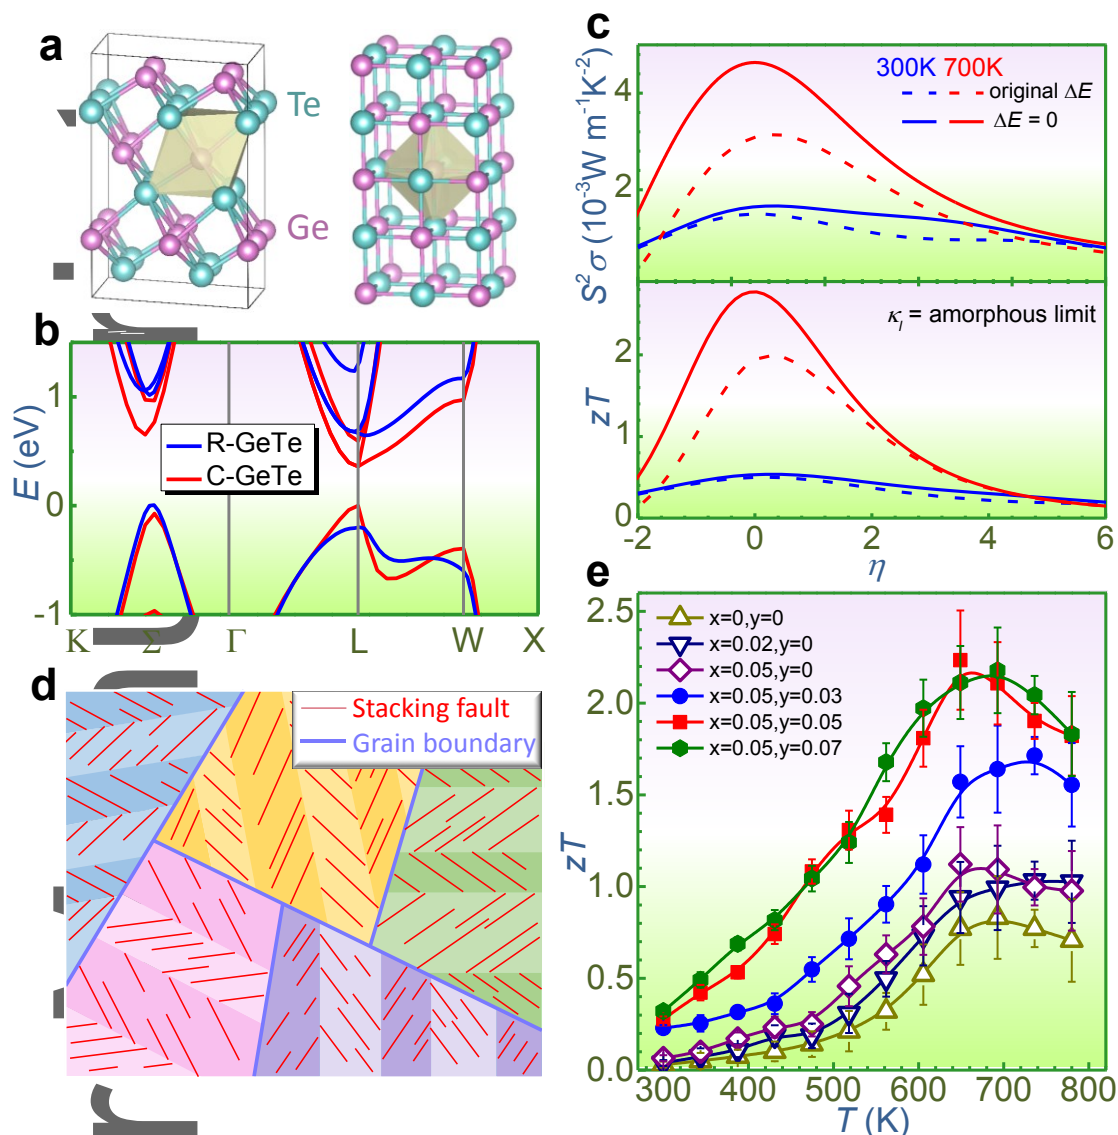 a
Te
Ge
b
E (eV)
1
0
-1
R-GeTe
C-GeTe
K Σ Γ L W X
c
S² σ (10⁻³W m⁻¹K⁻²)
4
2
300K 700K
original ΔE
ΔE = 0
zT
2
1
0
κₗ = amorphous limit
-2 0 2 4 6
η
d
Stacking fault
Grain boundary
e
zT
2.5
2.0
1.5
1.0
0.5
0.0
x=0,y=0
x=0.02,y=0
x=0.05,y=0
x=0.05,y=0.03
x=0.05,y=0.05
x=0.05,y=0.07
300 400 500 600 700 800
T (K)